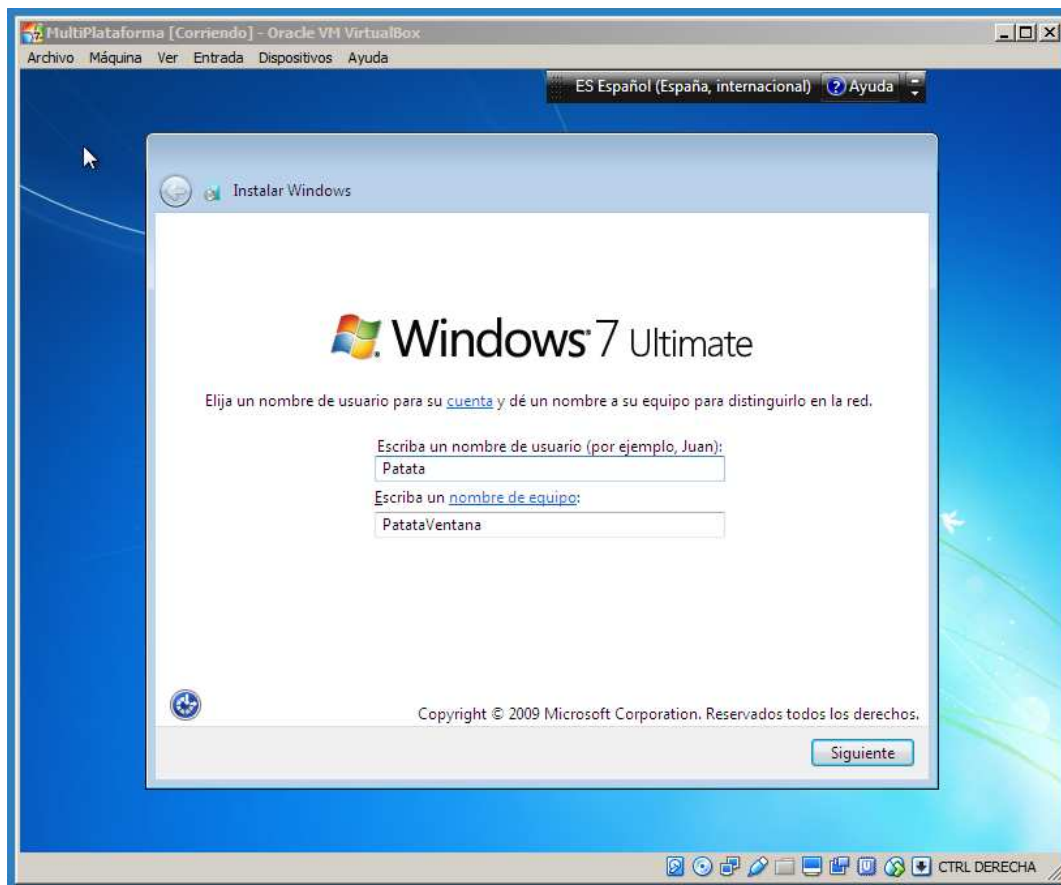 MultiPlataforma [Corriendo] - Oracle VM VirtualBox
Archivo Máquina Ver Entrada Dispositivos Ayuda
ES Español (España, internacional) ? Ayuda
Instalar Windows
Windows 7 Ultimate
Elija un nombre de usuario para su cuenta y dé un nombre a su equipo para distinguirlo en la red.
Escriba un nombre de usuario (por ejemplo, Juan):
Patata
Escriba un nombre de equipo:
PatataVentana
Copyright © 2009 Microsoft Corporation. Reservados todos los derechos.
Siguiente
CTRL DERECHA